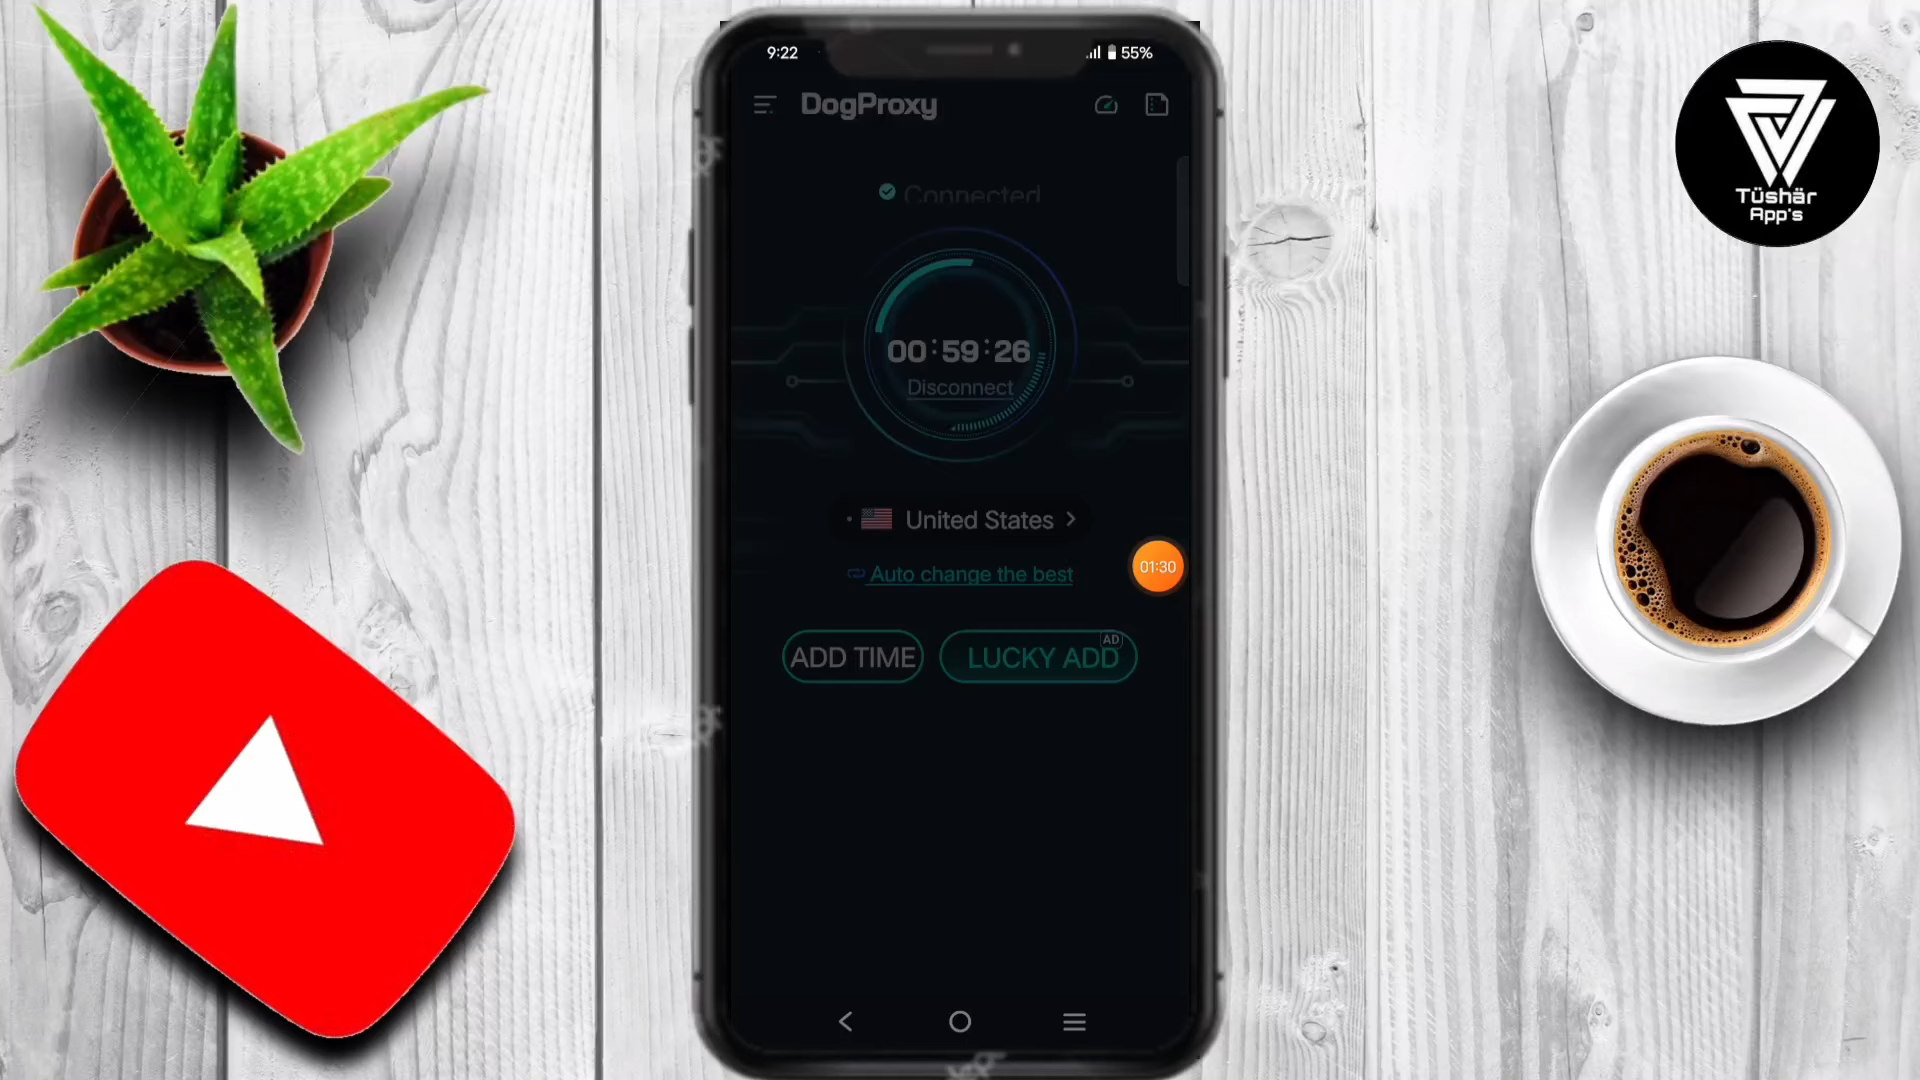 9:22
55%
DogProxy
Connected
00:59:26
Disconnect
United States
Auto change the best
01:30
AD
ADD TIME
LUCKY ADD
Tüshär
App's